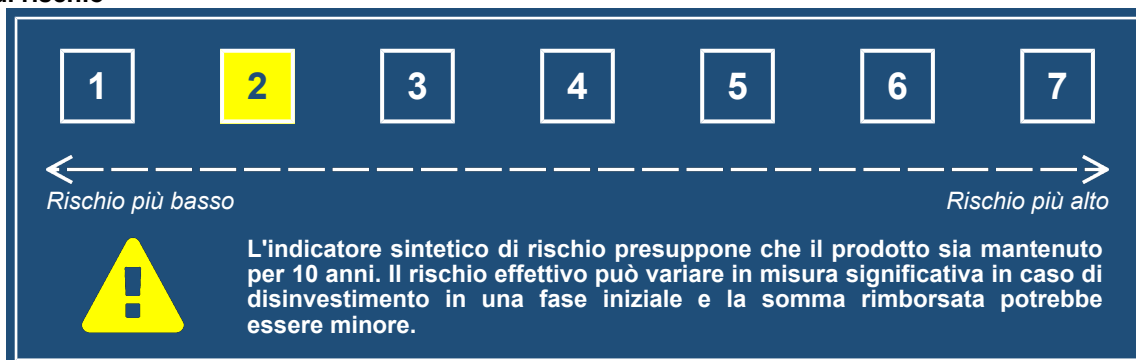 di rischio
1 2 3 4 5 6 7
Rischio più basso Rischio più alto
L'indicatore sintetico di rischio presuppone che il prodotto sia mantenuto
per 10 anni. Il rischio effettivo può variare in misura significativa in caso di
disinvestimento in una fase iniziale e la somma rimborsata potrebbe
essere minore.